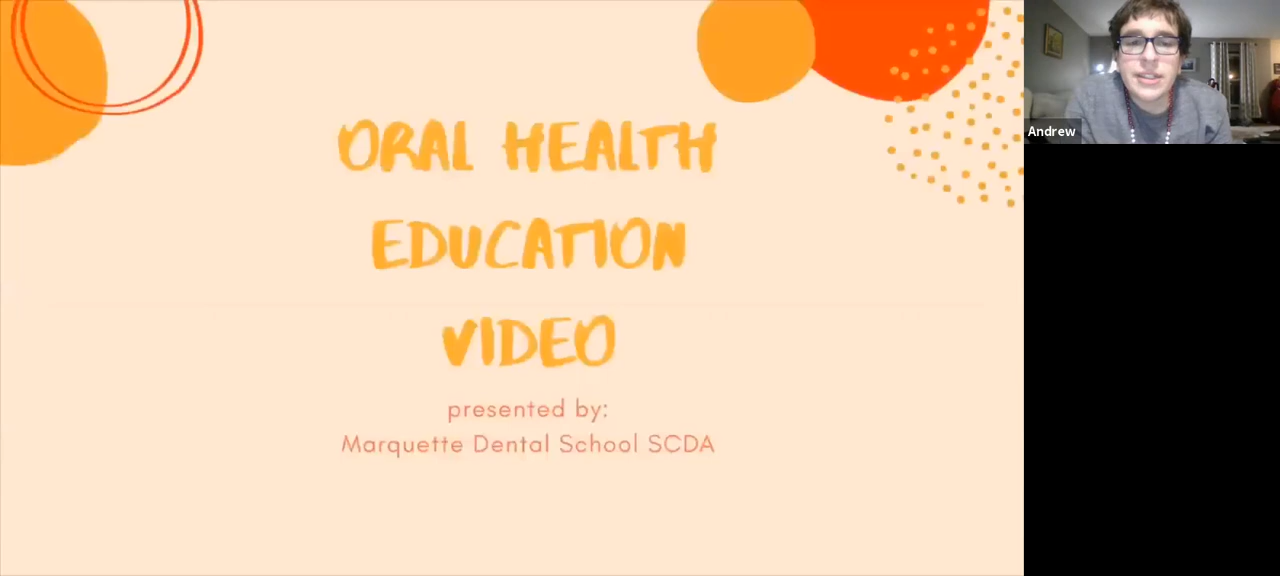 ORAL HEALTH
EDUCATION
VIDEO
presented by:
Marquette Dental School SCDA
Andrew